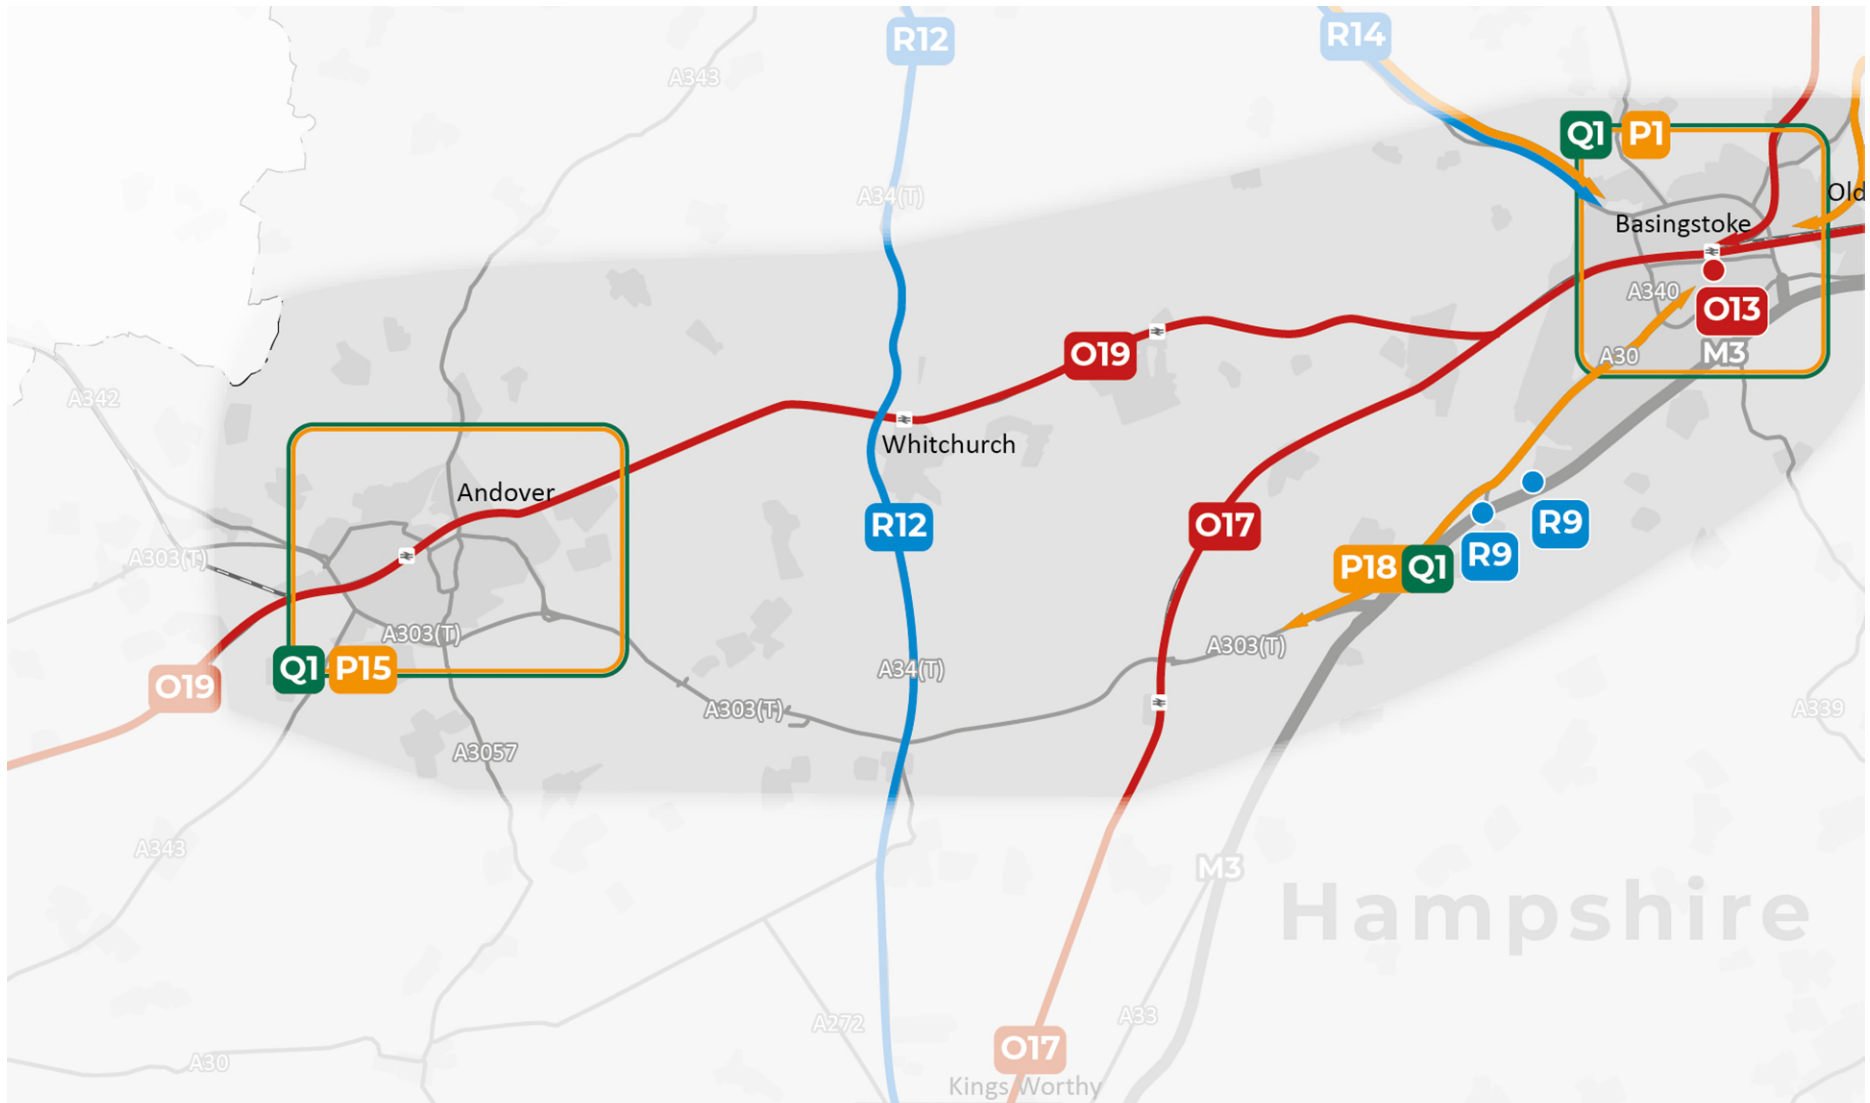 R12
R14
A343
Q1 P1
A34(T)
Old
Basingstoke
A340
O13
O19
M3
A30
A342
Whitchurch
Andover
R12
O17
R9
A303(T)
P18 Q1 R9
A303(T)
A303(T)
Q1 P15
A34(T)
O19
A303(T)
A339
A3057
A343
M3
Hampshire
A272
A33
O17
A30
Kings Worthy